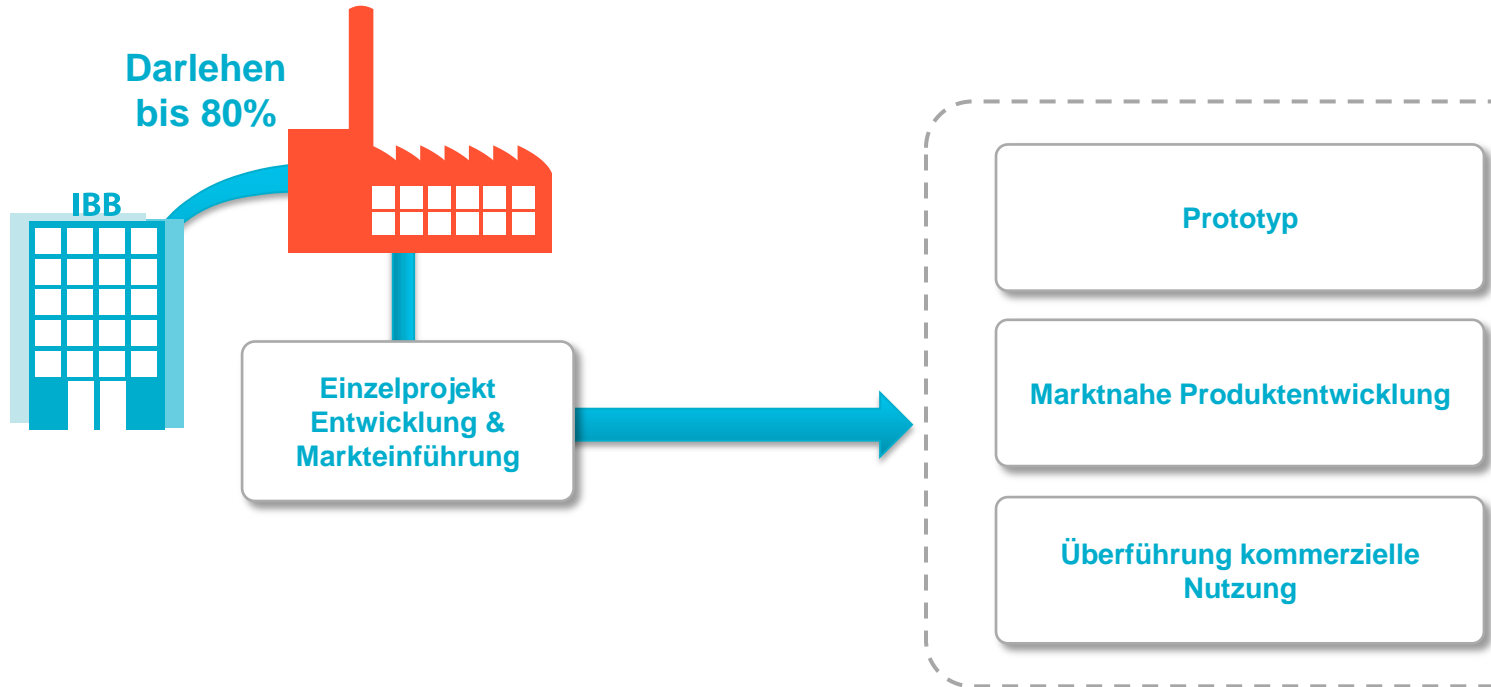 Darlehen
bis 80%
IBB
Einzelprojekt
Entwicklung &
Markteinführung
Prototyp
Marktnahe Produktentwicklung
Überführung kommerzielle
Nutzung